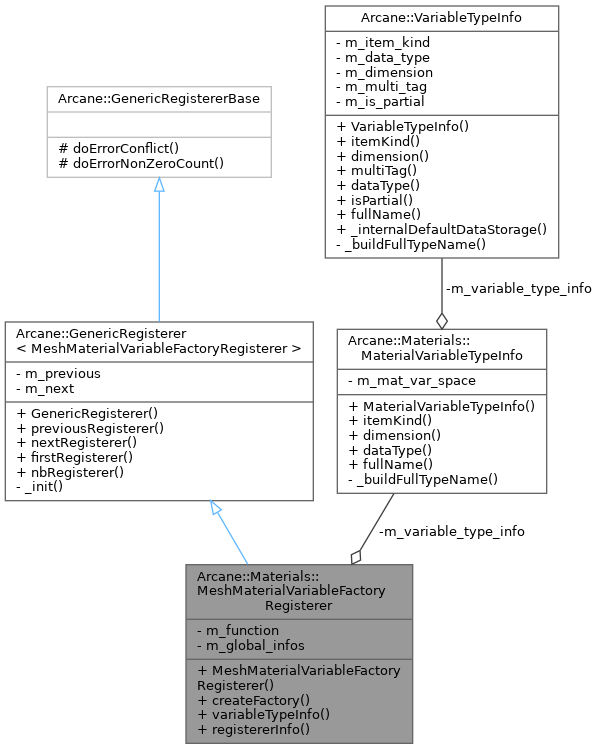 Arcane::VariableTypeInfo
- m_item_kind
- m_data_type
- m_dimension
- m_multi_tag
- m_is_partial
+ VariableTypeInfo()
+ itemKind()
+ dimension()
+ multiTag()
+ dataType()
+ isPartial()
+ fullName()
+ _internalDefaultDataStorage()
- _buildFullTypeName()
Arcane::GenericRegistererBase
# doErrorConflict()
# doErrorNonZeroCount()
-m_variable_type_info
Arcane::GenericRegisterer
< MeshMaterialVariableFactoryRegisterer >
- m_previous
- m_next
+ GenericRegisterer()
+ previousRegisterer()
+ nextRegisterer()
+ firstRegisterer()
+ nbRegisterer()
- _init()
Arcane::Materials::
MaterialVariableTypeInfo
- m_mat_var_space
+ MaterialVariableTypeInfo()
+ itemKind()
+ dimension()
+ dataType()
+ fullName()
- _buildFullTypeName()
-m_variable_type_info
Arcane::Materials::
MeshMaterialVariableFactory
Registerer
- m_function
- m_global_infos
+ MeshMaterialVariableFactory
Registerer()
+ createFactory()
+ variableTypeInfo()
+ registererInfo()